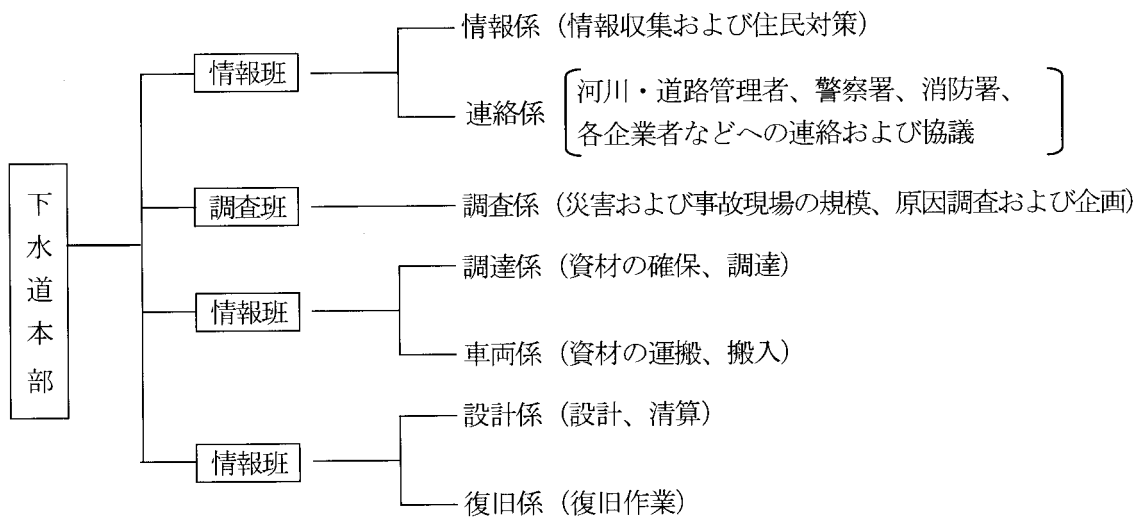 下水道本部
情報班
情報係（情報収集および住民対策）
連絡係
河川・道路管理者、警察署、消防署、
各企業者などへの連絡および協議
調査班
調査係（災害および事故現場の規模、原因調査および企画）
情報班
調達係（資材の確保、調達）
車両係（資材の運搬、搬入）
情報班
設計係（設計、清算）
復旧係（復旧作業）